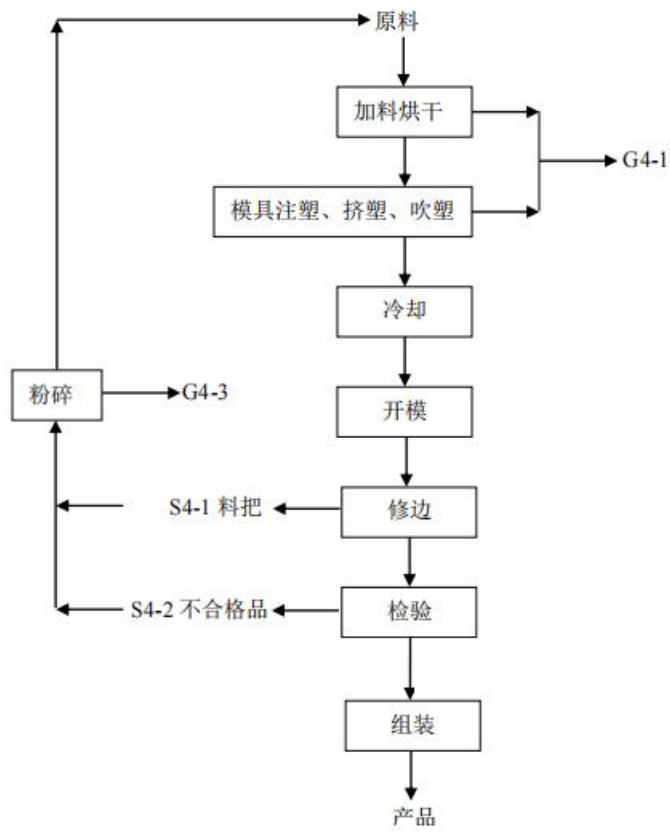 原料
加料烘干
G4-1
模具注塑、挤塑、吹塑
冷却
粉碎
G4-3
开模
S4-1 料把
修边
S4-2 不合格品
检验
组装
产品